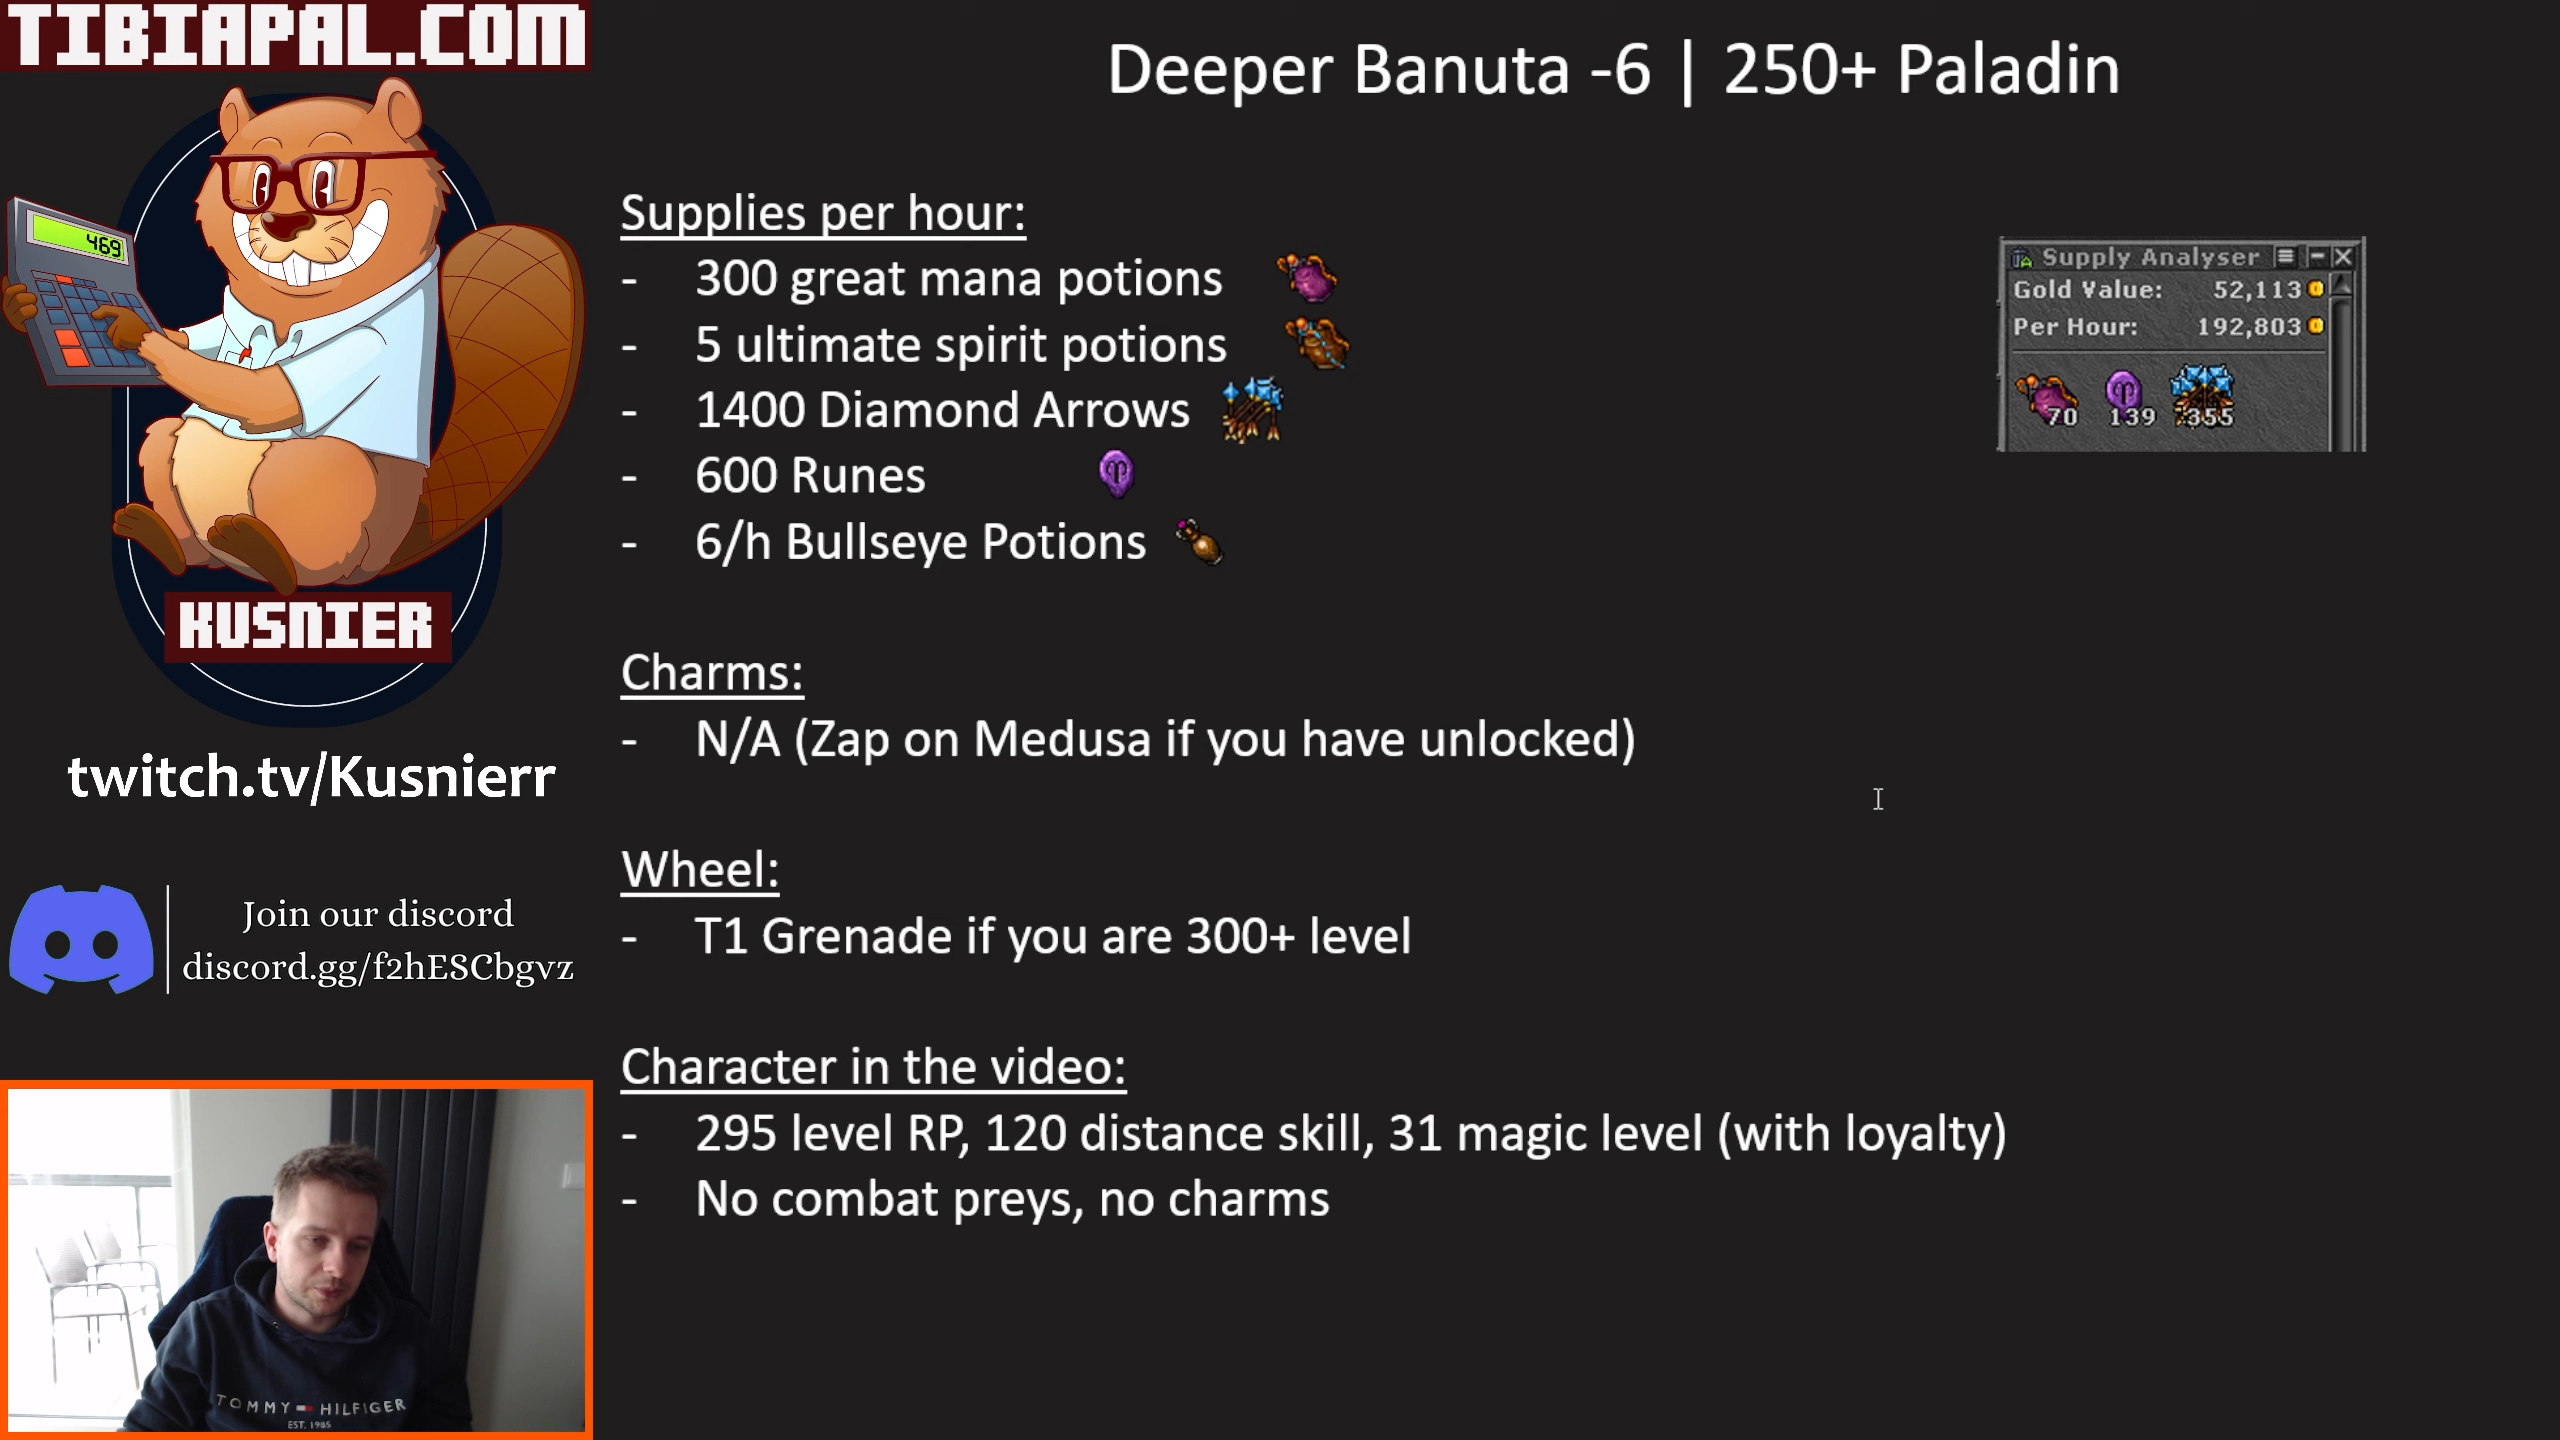 TIBIAPAL.COM
469
KUSNIER
twitch.tv/Kusnierr
Join our discord
discord.gg/f2hESCbgvz
TOMMY HILFIGER
EST. 1985
Deeper Banuta -6 | 250+ Paladin
Supplies per hour:
- 300 great mana potions
- 5 ultimate spirit potions
- 1400 Diamond Arrows
- 600 Runes
- 6/h Bullseye Potions
Supply Analyser
Gold Value: 52,113
Per Hour: 192,803
70 139 355
Charms:
- N/A (Zap on Medusa if you have unlocked)
Wheel:
- T1 Grenade if you are 300+ level
Character in the video:
- 295 level RP, 120 distance skill, 31 magic level (with loyalty)
- No combat preys, no charms